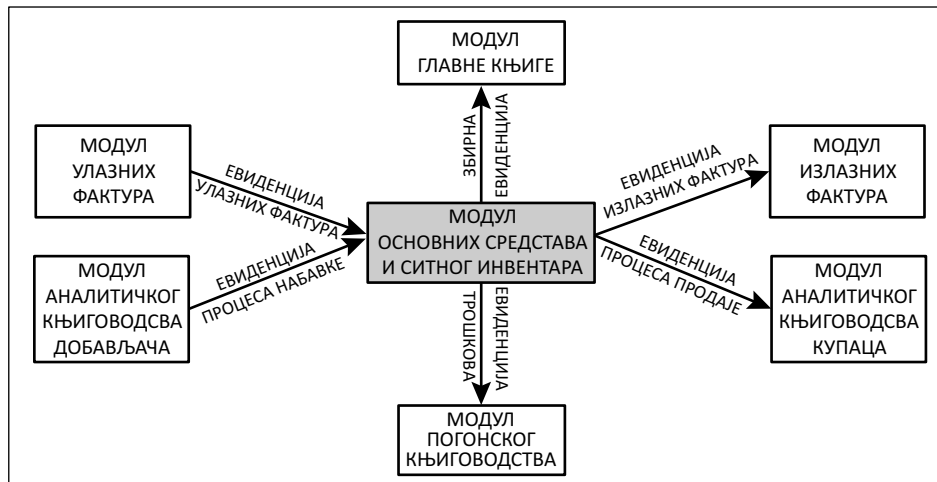 МОДУЛ
ГЛАВНЕ КЊИГЕ
МОДУЛ
УЛАЗНИХ
ФАКТУРА
ЕВИДЕНЦИЈА
УЛАЗНИХ ФАКТУРА
ЗБИРНА
ЕВИДЕНЦИЈА
ЕВИДЕНЦИЈА
ИЗЛАЗНИХ ФАКТУРА
МОДУЛ
ИЗЛАЗНИХ
ФАКТУРА
МОДУЛ
ОСНОВНИХ СРЕДСТАВА
И СИТНОГ ИНВЕНТАРА
МОДУЛ
АНАЛИТИЧКОГ
КЊИГОВОДСВА
ДОБАВЉАЧА
ЕВИДЕНЦИЈА
ПРОЦЕСА НАБАВКЕ
ТРОШКОВА
ЕВИДЕНЦИЈА
ЕВИДЕНЦИЈА
ПРОЦЕСА ПРОДАЈЕ
МОДУЛ
АНАЛИТИЧКОГ
КЊИГОВОДСВА
КУПАЦА
МОДУЛ
ПОГОНСКОГ
КЊИГОВОДСТВА